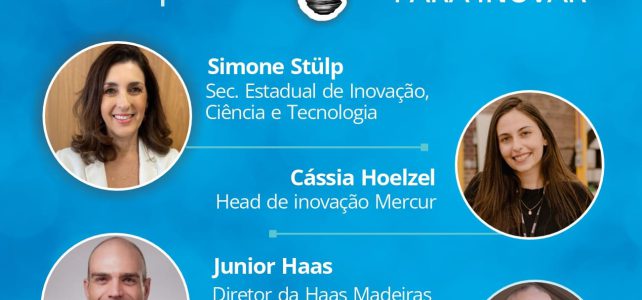 PARA INOVAR
Simone Stülp
Sec. Estadual de Inovação,
Ciência e Tecnologia
Cássia Hoelzel
Head de inovação Mercur
Junior Haas
Diretor da Haas Madeiras